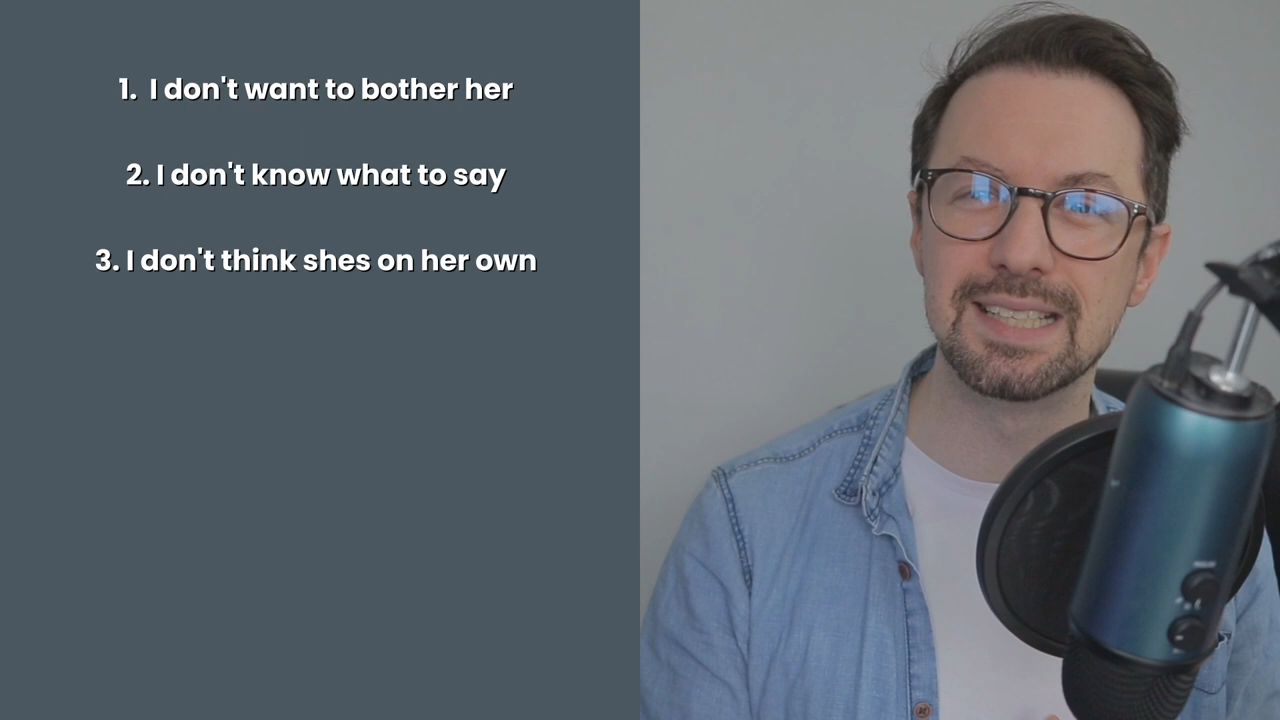 1. I don't want to bother her
2. I don't know what to say
3. I don't think shes on her own